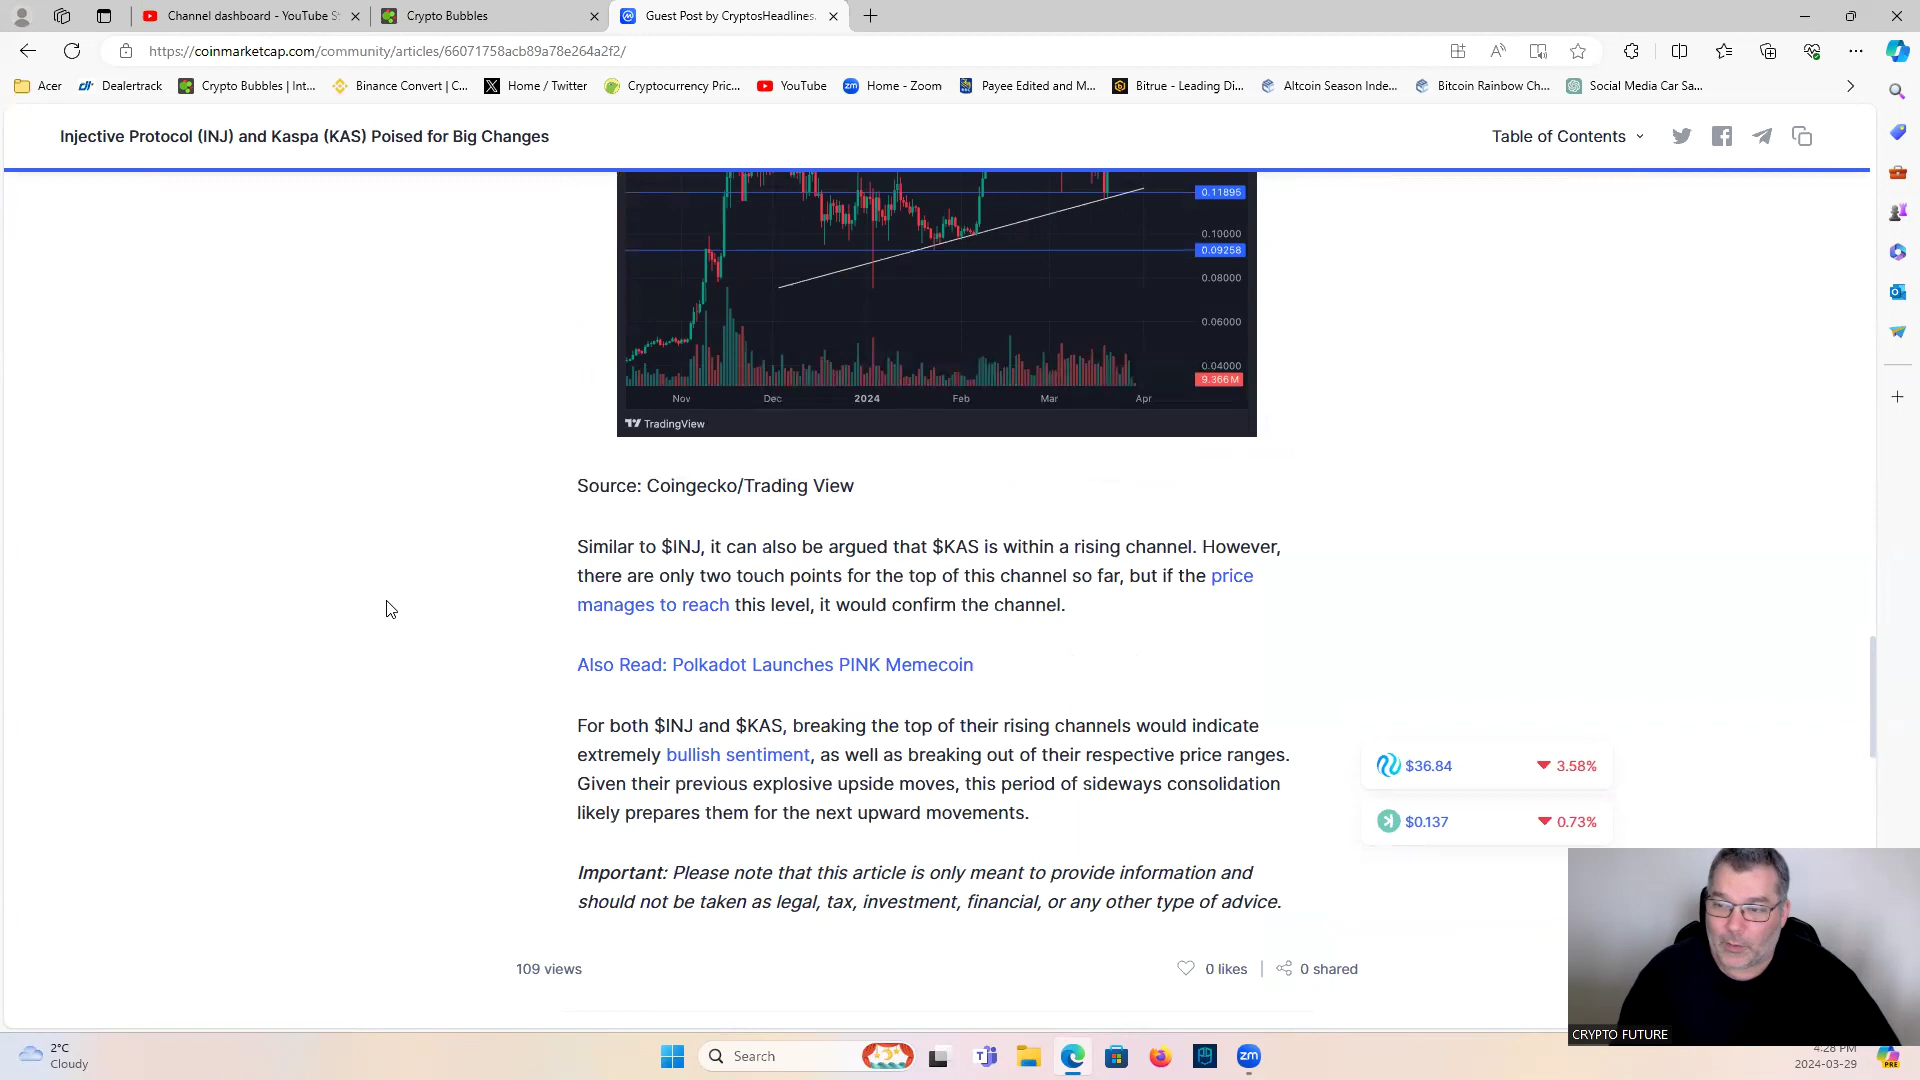 Channel dashboard - YouTube St
Crypto Bubbles
Guest Post by CryptosHeadlines.
https://coinmarketcap.com/community/articles/66071758acb89a78e264a2f2/
Acer
Dealertrack
Crypto Bubbles | Int...
Binance Convert | C...
Home / Twitter
Cryptocurrency Pric...
YouTube
Home - Zoom
Payee Edited and M...
Bitrue - Leading Di...
Altcoin Season Inde...
Bitcoin Rainbow Ch...
Social Media Car Sa...
Injective Protocol (INJ) and Kaspa (KAS) Poised for Big Changes
Table of Contents
0.11895
0.10000
0.09258
0.08000
0.06000
0.04000
9.366M
Nov Dec 2024 Feb Mar Apr
TradingView
Source: Coingecko/Trading View
Similar to $INJ, it can also be argued that $KAS is within a rising channel. However,
there are only two touch points for the top of this channel so far, but if the price
manages to reach this level, it would confirm the channel.
Also Read: Polkadot Launches PINK Memecoin
For both $INJ and $KAS, breaking the top of their rising channels would indicate
extremely bullish sentiment, as well as breaking out of their respective price ranges.
Given their previous explosive upside moves, this period of sideways consolidation
likely prepares them for the next upward movements.
$36.84 3.58%
$0.137 0.73%
Important: Please note that this article is only meant to provide information and
should not be taken as legal, tax, investment, financial, or any other type of advice.
109 views
0 likes
0 shared
CRYPTO FUTURE
2°C
Cloudy
Search
zm
4:28 PM
2024-03-29
PRE